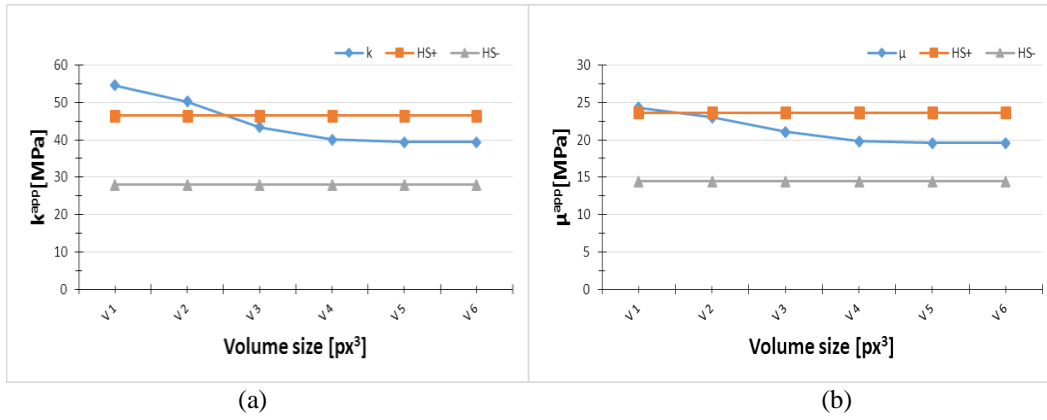 k HS+ HS-
60
50
40
30
20
10
0
k^app[MPa]
V1 V2 V3 V4 V5 V6
Volume size [px³]
(a)
μ HS+ HS-
30
25
20
15
10
5
0
μ^app[MPa]
V1 V2 V3 V4 V5 V6
Volume size [px³]
(b)